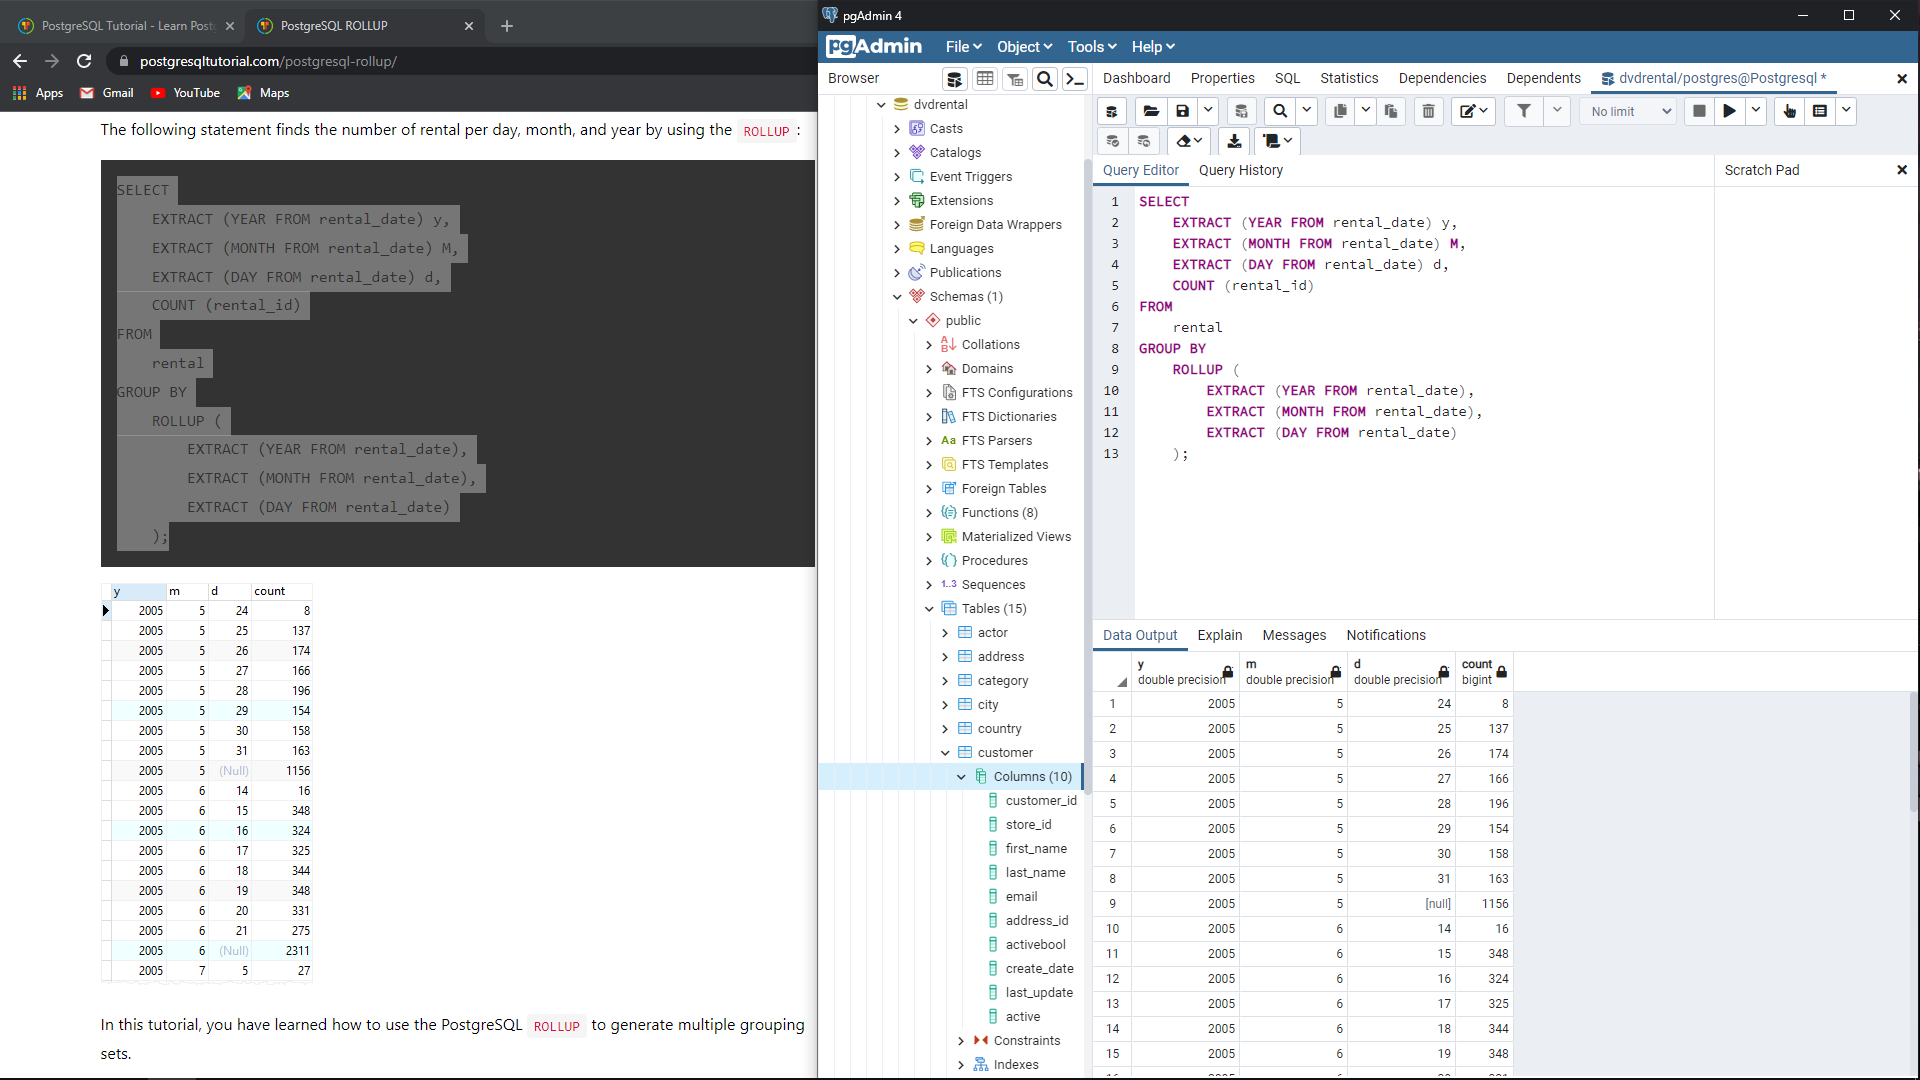 PostgreSQL Tutorial - Learn Post
PostgreSQL ROLLUP
postgresqltutorial.com/postgresql-rollup/
Apps
Gmail
YouTube
Maps
The following statement finds the number of rental per day, month, and year by using the ROLLUP :
SELECT
EXTRACT (YEAR FROM rental_date) y,
EXTRACT (MONTH FROM rental_date) M,
EXTRACT (DAY FROM rental_date) d,
COUNT (rental_id)
FROM
rental
GROUP BY
ROLLUP (
EXTRACT (YEAR FROM rental_date),
EXTRACT (MONTH FROM rental_date),
EXTRACT (DAY FROM rental_date)
);
y m d count
2005 5 24 8
2005 5 25 137
2005 5 26 174
2005 5 27 166
2005 5 28 196
2005 5 29 154
2005 5 30 158
2005 5 31 163
2005 5 (Null) 1156
2005 6 14 16
2005 6 15 348
2005 6 16 324
2005 6 17 325
2005 6 18 344
2005 6 19 348
2005 6 20 331
2005 6 21 275
2005 6 (Null) 2311
2005 7 5 27
In this tutorial, you have learned how to use the PostgreSQL ROLLUP to generate multiple grouping
sets.
pgAdmin 4
pgAdmin
File Object Tools Help
Browser
dvdrental
Casts
Catalogs
Event Triggers
Extensions
Foreign Data Wrappers
Languages
Publications
Schemas (1)
public
Collations
Domains
FTS Configurations
FTS Dictionaries
Aa FTS Parsers
FTS Templates
Foreign Tables
Functions (8)
Materialized Views
Procedures
1..3 Sequences
Tables (15)
actor
address
category
city
country
customer
Columns (10)
customer_id
store_id
first_name
last_name
email
address_id
activebool
create_date
last_update
active
Constraints
Indexes
Dashboard Properties SQL Statistics Dependencies Dependents dvdrental/postgres@Postgresql *
No limit
Query Editor Query History
Scratch Pad
1 SELECT
2 EXTRACT (YEAR FROM rental_date) y,
3 EXTRACT (MONTH FROM rental_date) M,
4 EXTRACT (DAY FROM rental_date) d,
5 COUNT (rental_id)
6 FROM
7 rental
8 GROUP BY
9 ROLLUP (
10 EXTRACT (YEAR FROM rental_date),
11 EXTRACT (MONTH FROM rental_date),
12 EXTRACT (DAY FROM rental_date)
13 );
Data Output Explain Messages Notifications
y m d count
double precision double precision double precision bigint
1 2005 5 24 8
2 2005 5 25 137
3 2005 5 26 174
4 2005 5 27 166
5 2005 5 28 196
6 2005 5 29 154
7 2005 5 30 158
8 2005 5 31 163
9 2005 5 [null] 1156
10 2005 6 14 16
11 2005 6 15 348
12 2005 6 16 324
13 2005 6 17 325
14 2005 6 18 344
15 2005 6 19 348